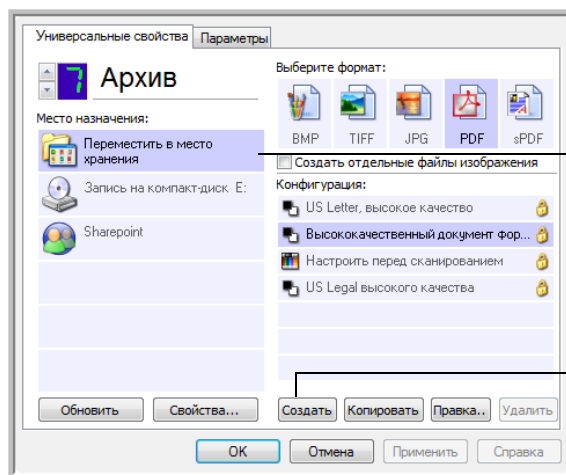 Универсальные свойства Параметры
7 Архив
Место назначения:
Переместить в место
хранения
Запись на компакт-диск E:
Sharepoint
Обновить Свойства...
Выберите формат:
BMP TIFF JPG PDF sPDF
Создать отдельные файлы изображения
Конфигурация:
US Letter, высокое качество
Высококачественный документ фор...
Настроить перед сканированием
US Legal высокого качества
Создать Копировать Правка.. Удалить
OK Отмена Применить Справка